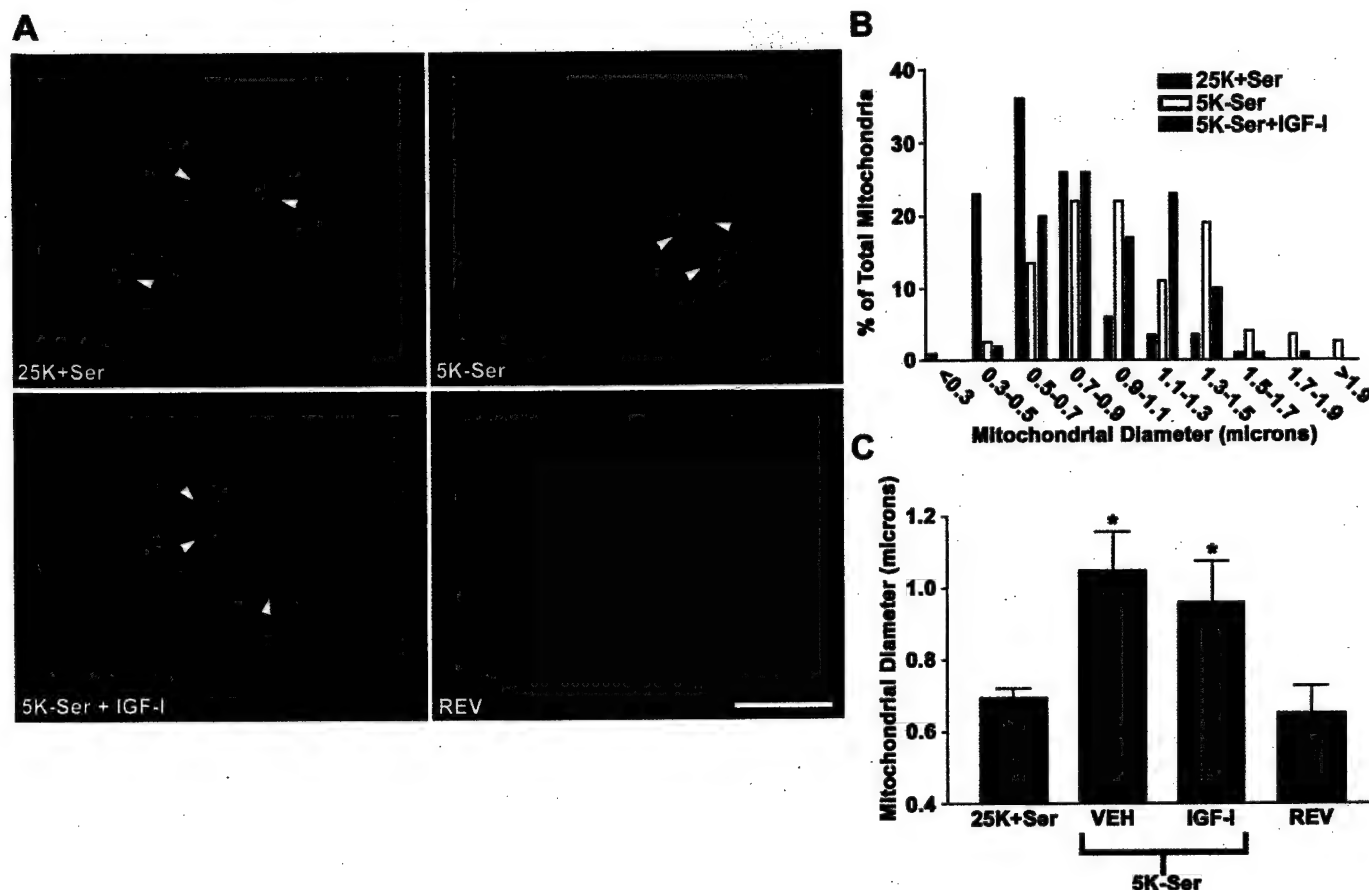 A
25K+Ser
5K-Ser
5K-Ser + IGF-I
REV
B
% of Total Mitochondria
40
30
20
10
0
25K+Ser
5K-Ser
5K-Ser+IGF-I
<0.3
0.3-0.5
0.5-0.7
0.7-0.9
0.9-1.1
1.1-1.3
1.3-1.5
1.5-1.7
1.7-1.9
>1.9
Mitochondrial Diameter (microns)
C
Mitochondrial Diameter (microns)
1.2
1.0
0.8
0.6
0.4
*
*
25K+Ser
VEH
IGF-I
REV
5K-Ser